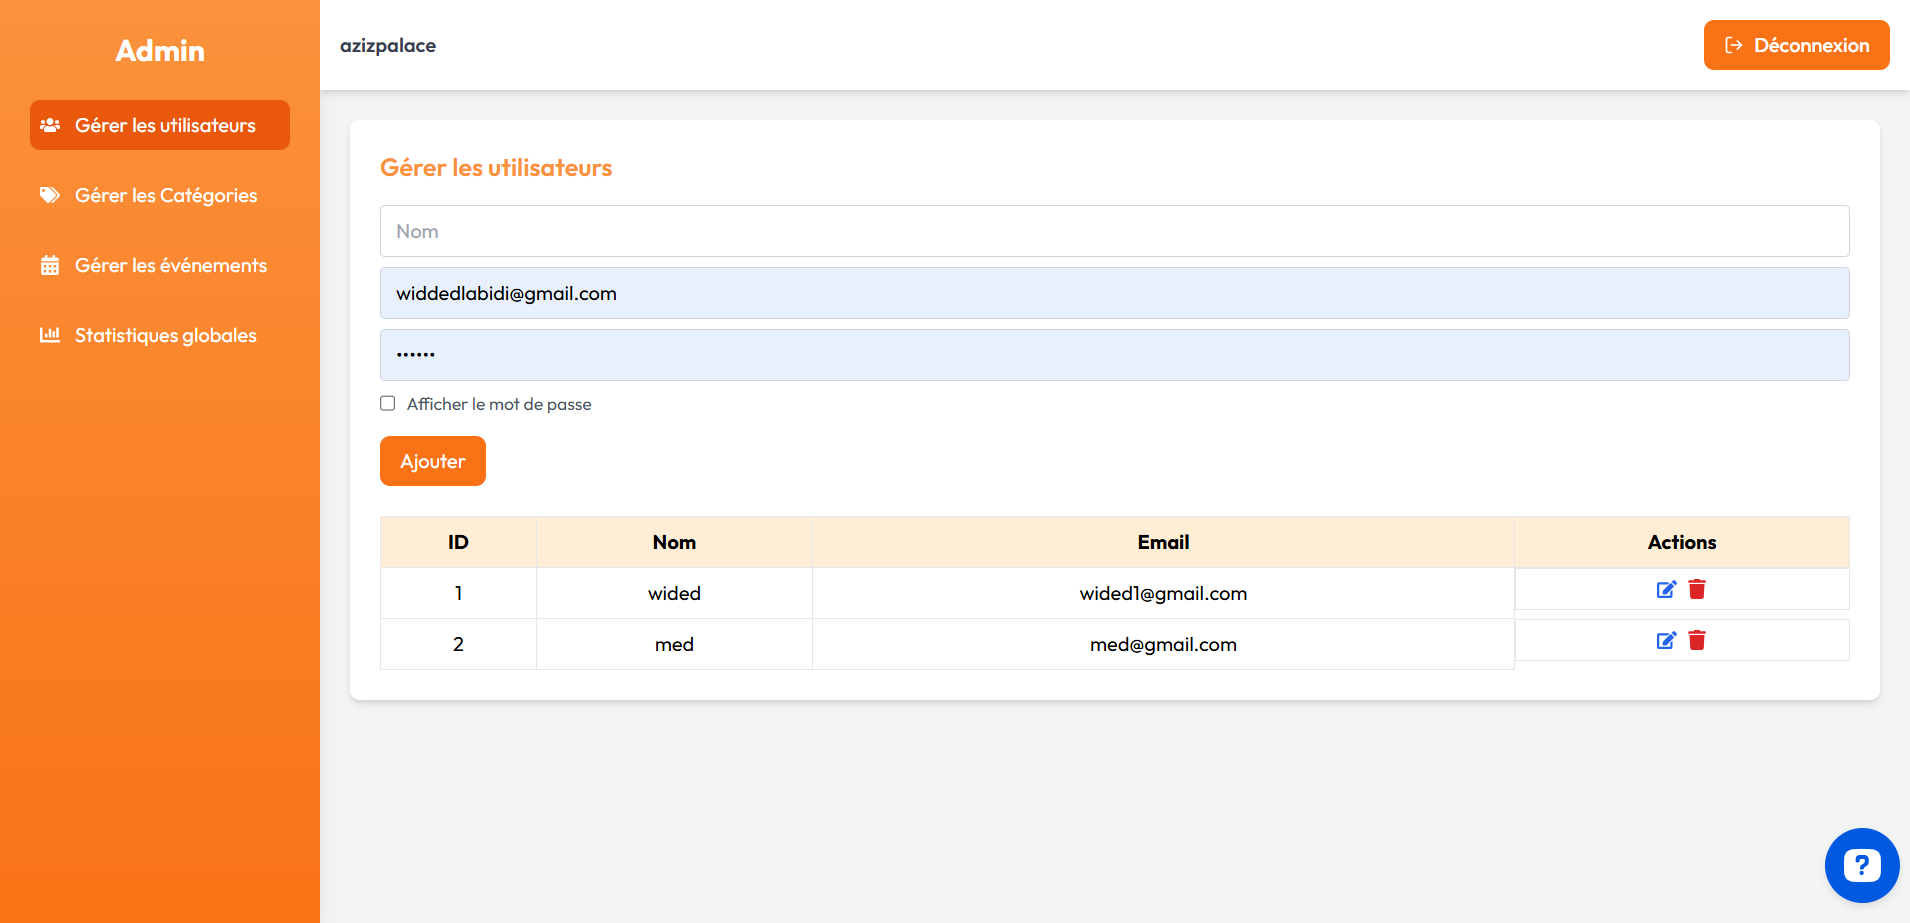 Admin
Gérer les utilisateurs
Gérer les Catégories
Gérer les événements
Statistiques globales
azizpalace
Déconnexion
Gérer les utilisateurs
Nom
widdedlabidi@gmail.com
••••••
Afficher le mot de passe
Ajouter
ID Nom Email Actions
1 wided wided1@gmail.com
2 med med@gmail.com
?